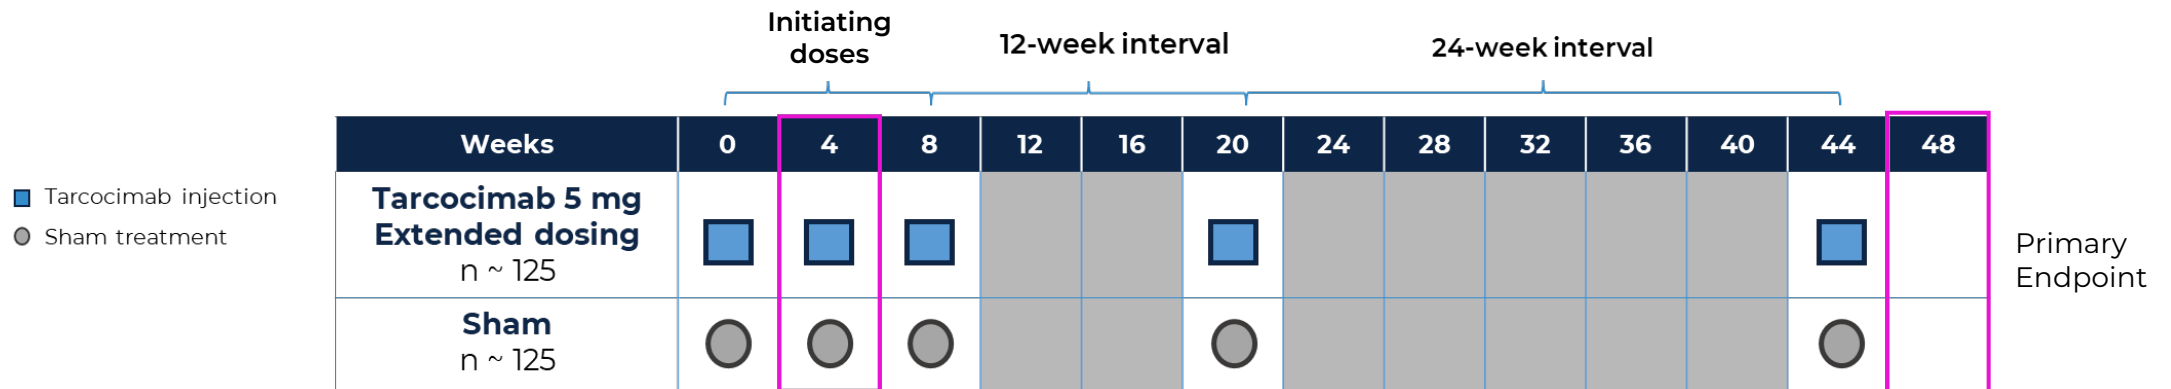 Initiating
doses
12-week interval
24-week interval
Weeks 0 4 8 12 16 20 24 28 32 36 40 44 48
Tarcocimab injection
Sham treatment
Tarcocimab 5 mg
Extended dosing
n ~ 125
Sham
n ~ 125
Primary
Endpoint